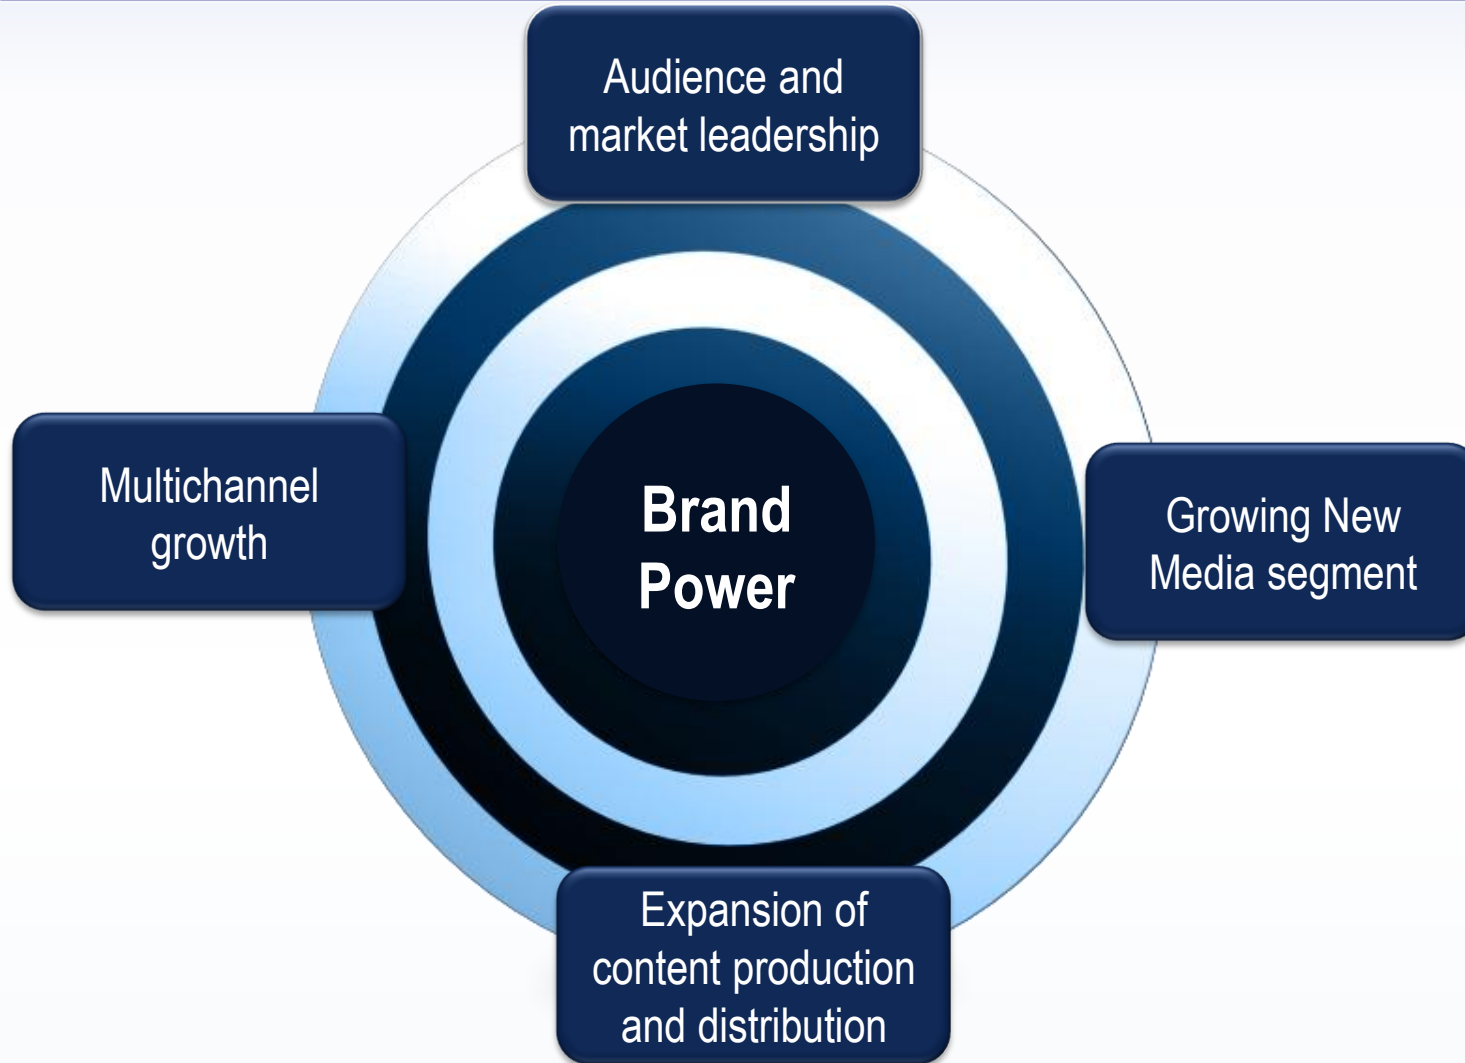 Audience and
market leadership
Multichannel
growth
Brand
Power
Growing New
Media segment
Expansion of
content production
and distribution